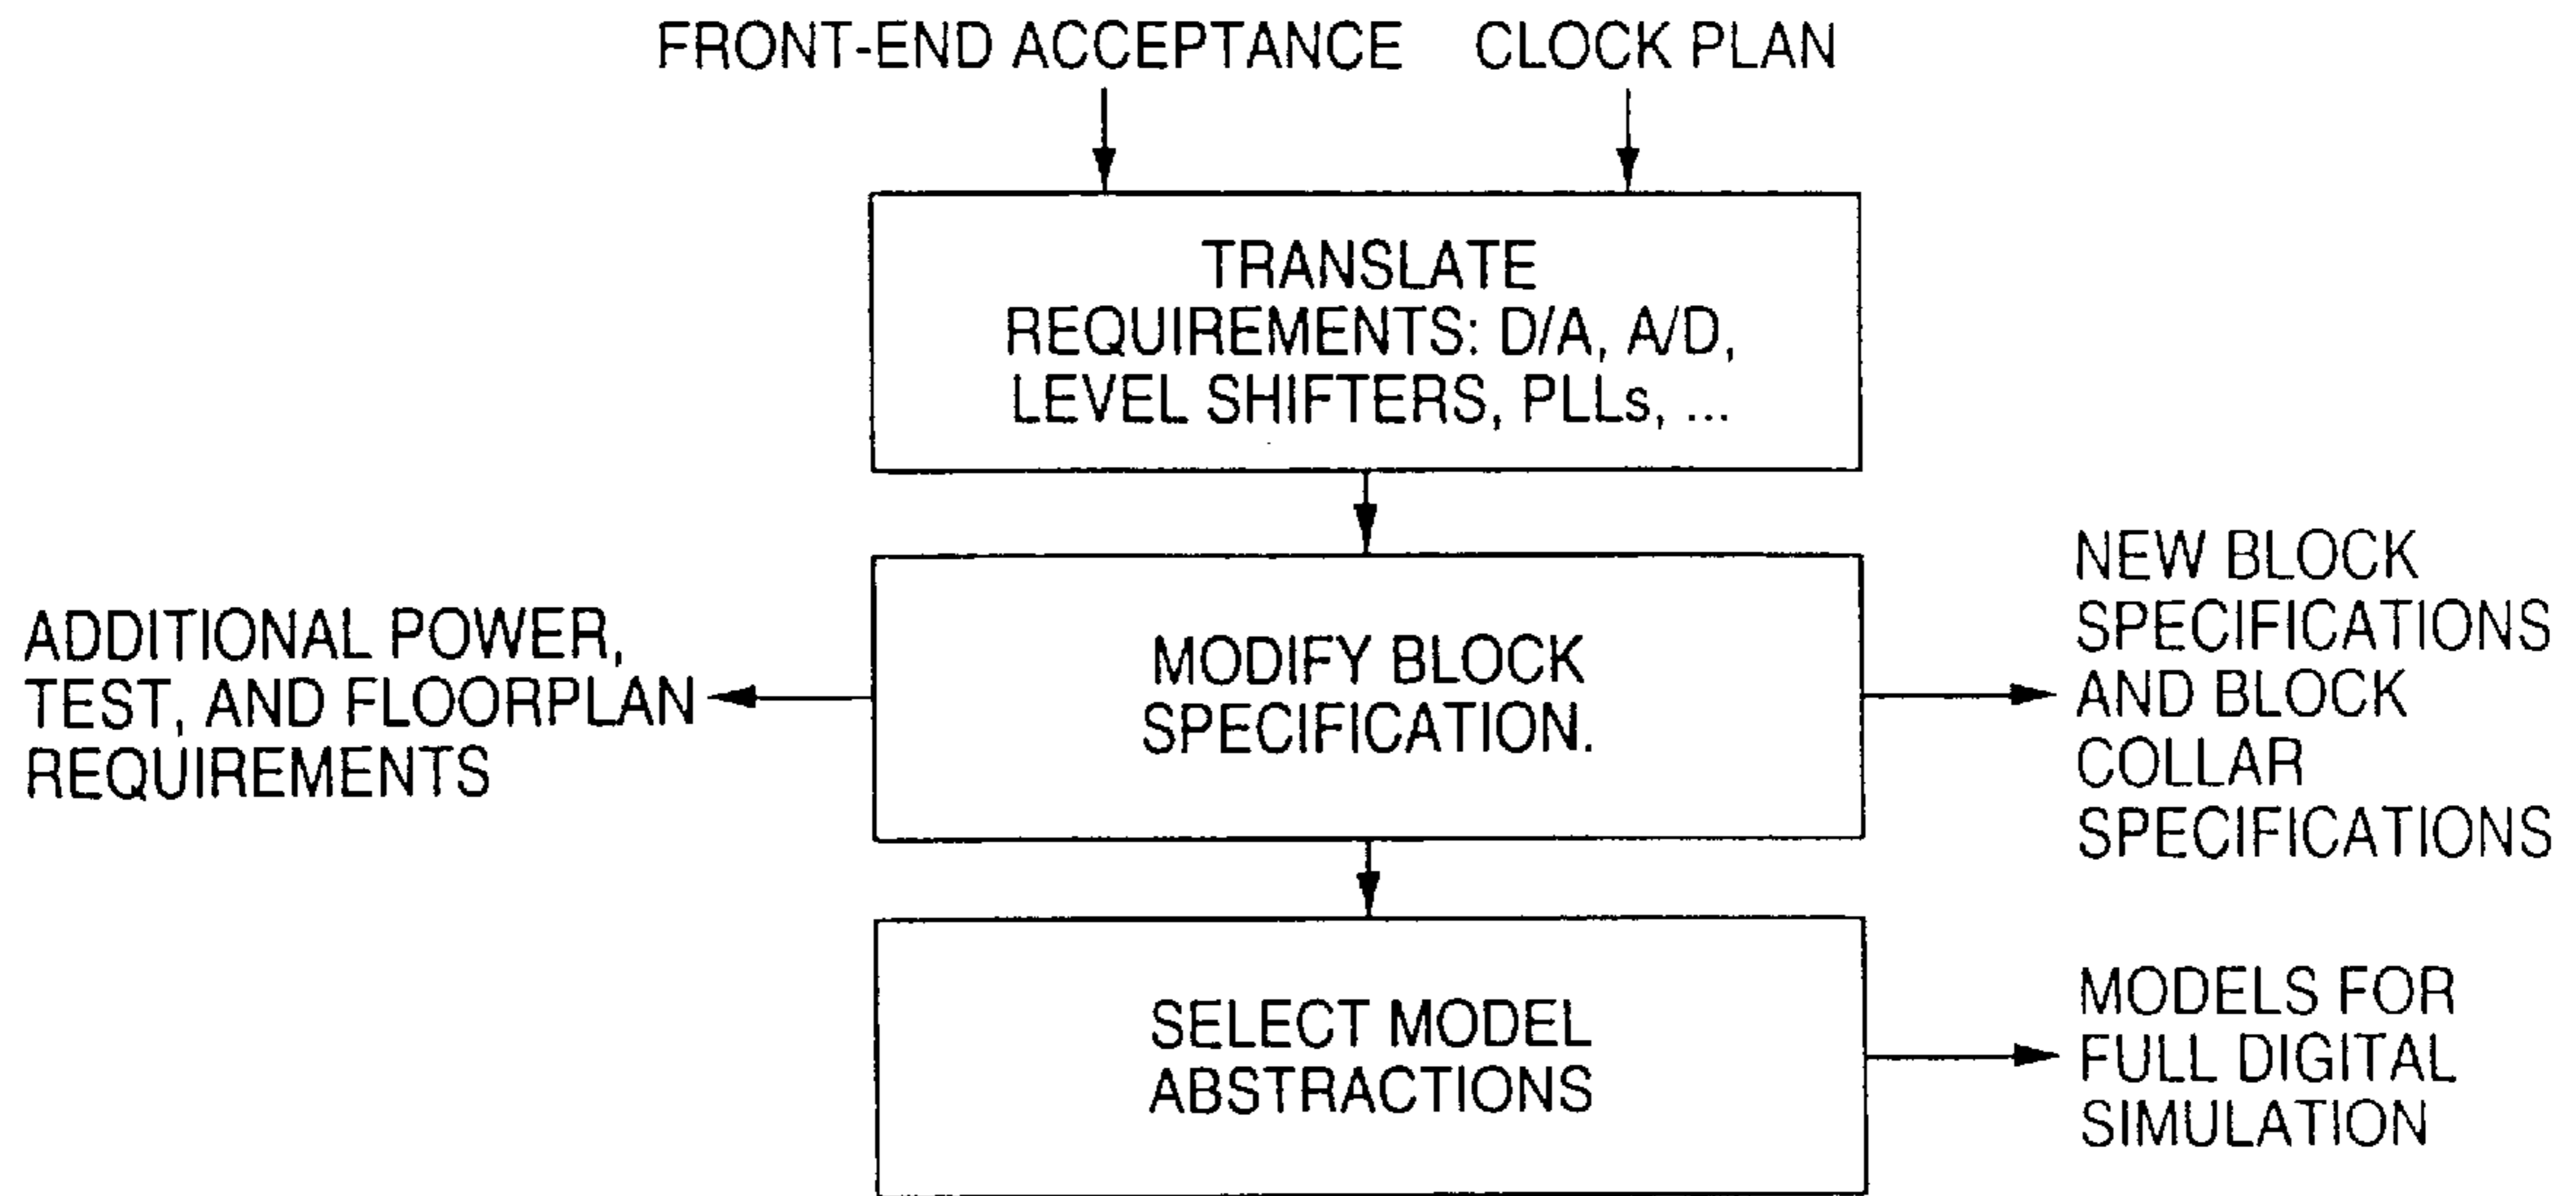 FRONT-END ACCEPTANCE CLOCK PLAN
TRANSLATE
REQUIREMENTS: D/A, A/D,
LEVEL SHIFTERS, PLLs, ...
ADDITIONAL POWER,
TEST, AND FLOORPLAN
REQUIREMENTS
MODIFY BLOCK
SPECIFICATION.
NEW BLOCK
SPECIFICATIONS
AND BLOCK
COLLAR
SPECIFICATIONS
SELECT MODEL
ABSTRACTIONS
MODELS FOR
FULL DIGITAL
SIMULATION